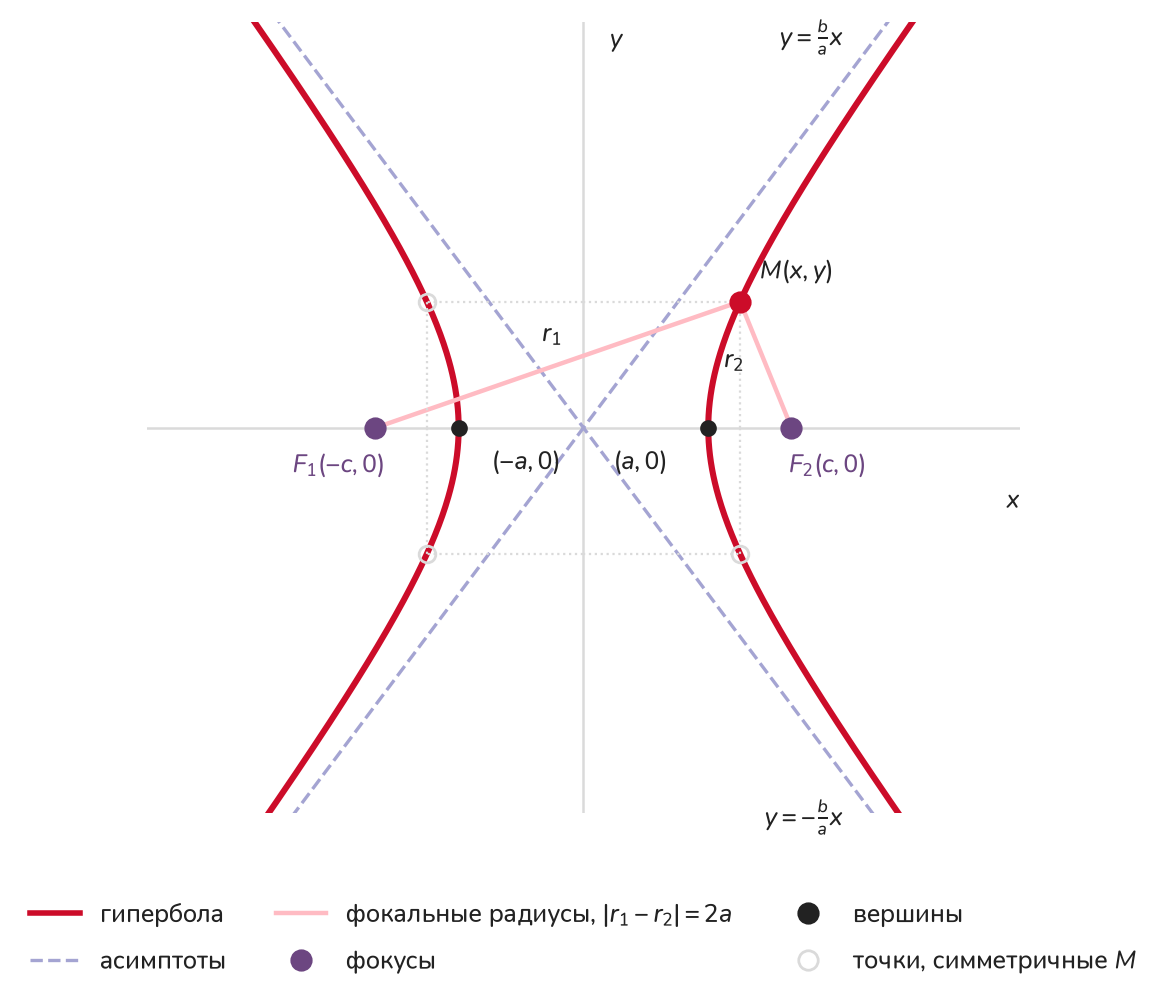 y
y = b/a x
M(x, y)
r₁
r₂
F₁(−c, 0)
(−a, 0)
(a, 0)
F₂(c, 0)
x
y = −b/a x
гипербола
фокальные радиусы, |r₁ − r₂| = 2a
вершины
асимптоты
фокусы
точки, симметричные M